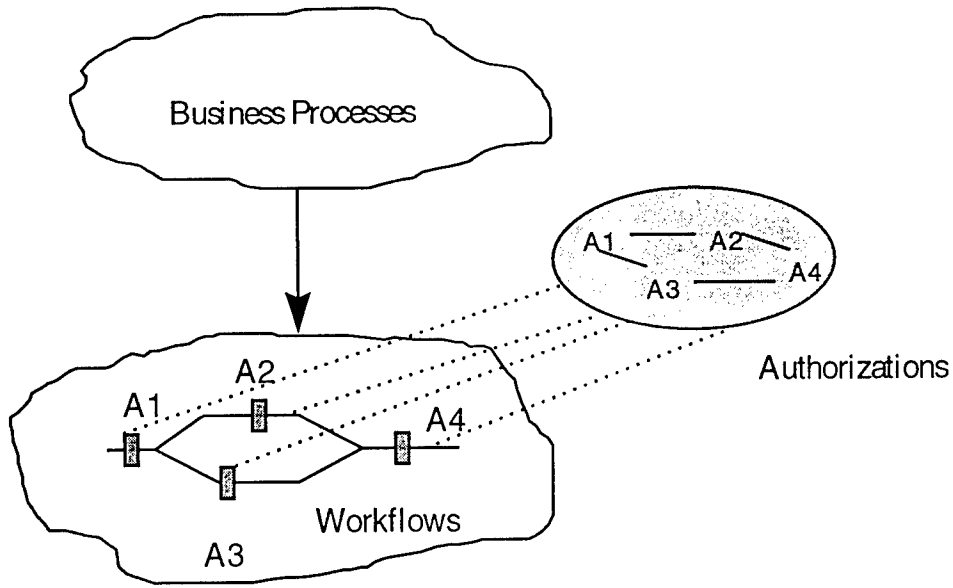 Business Processes
A1
A2
A3
A4
Authorizations
A2
A1
A4
Workflows
A3